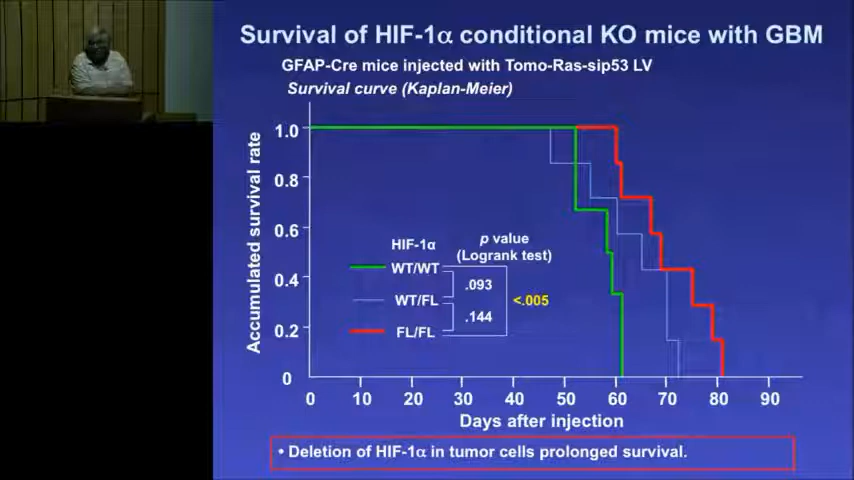 Survival of HIF-1α conditional KO mice with GBM
GFAP-Cre mice injected with Tomo-Ras-sip53 LV
Survival curve (Kaplan-Meier)
Accumulated survival rate
1.0
0.8
0.6
0.4
0.2
0
HIF-1α
p value
(Logrank test)
WT/WT
WT/FL
FL/FL
.093
.144
<.005
0 10 20 30 40 50 60 70 80 90
Days after injection
• Deletion of HIF-1α in tumor cells prolonged survival.